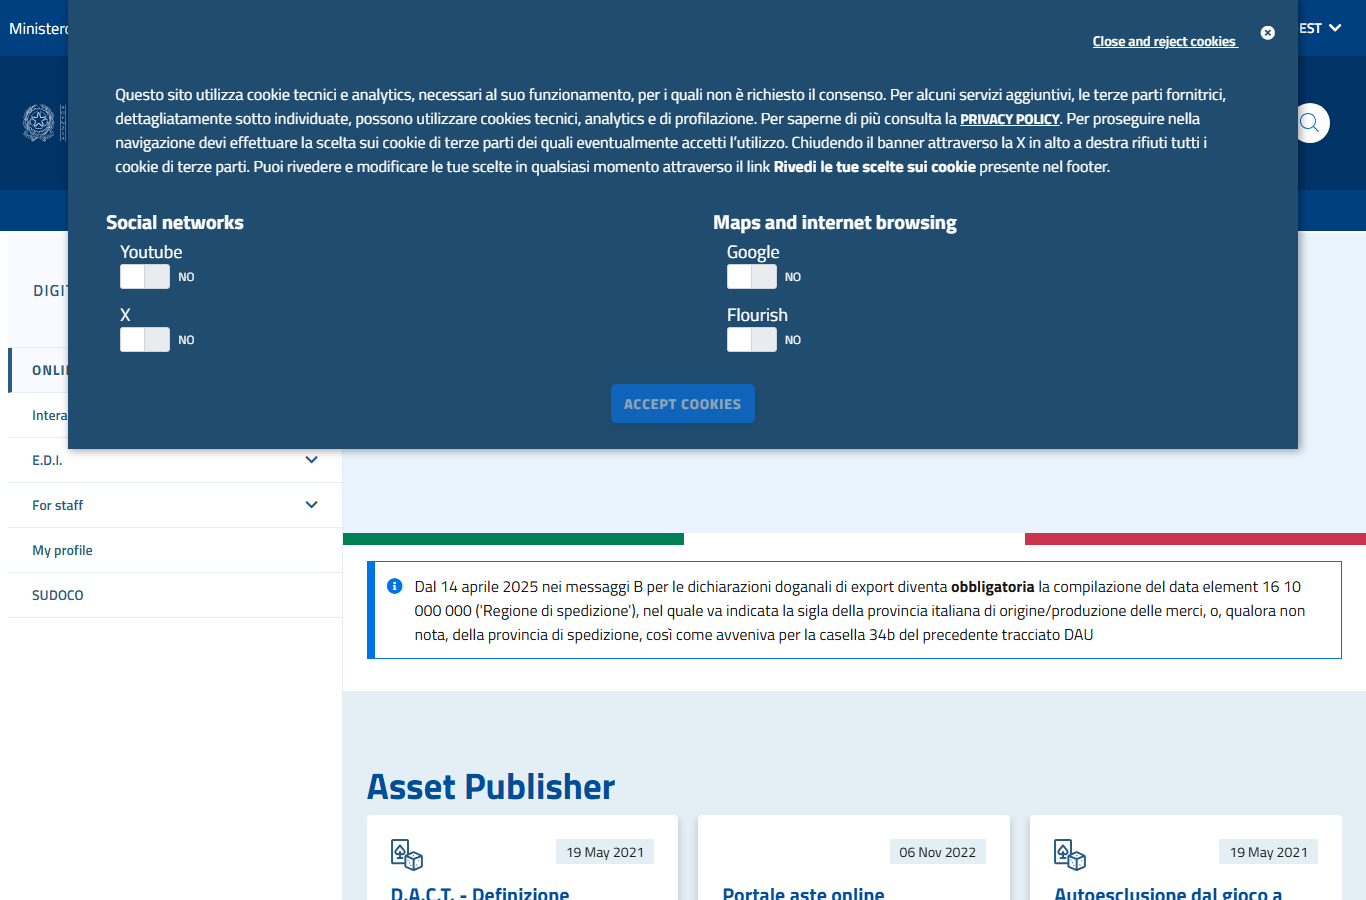 Ministero
EST
Close and reject cookies
Questo sito utilizza cookie tecnici e analytics, necessari al suo funzionamento, per i quali non è richiesto il consenso. Per alcuni servizi aggiuntivi, le terze parti fornitrici,
dettagliatamente sotto individuate, possono utilizzare cookies tecnici, analytics e di profilazione. Per saperne di più consulta la PRIVACY POLICY. Per proseguire nella
navigazione devi effettuare la scelta sui cookie di terze parti dei quali eventualmente accetti l'utilizzo. Chiudendo il banner attraverso la X in alto a destra rifiuti tutti i
cookie di terze parti. Puoi rivedere e modificare le tue scelte in qualsiasi momento attraverso il link Rivedi le tue scelte sui cookie presente nel footer.
Social networks
Youtube
NO
X
NO
Maps and internet browsing
Google
NO
Flourish
NO
ACCEPT COOKIES
DIGIT
ONLI
Intera
E.D.I.
For staff
My profile
SUDOCO
Dal 14 aprile 2025 nei messaggi B per le dichiarazioni doganali di export diventa obbligatoria la compilazione del data element 16 10
000 000 ('Regione di spedizione'), nel quale va indicata la sigla della provincia italiana di origine/produzione delle merci, o, qualora non
nota, della provincia di spedizione, così come avveniva per la casella 34b del precedente tracciato DAU
Asset Publisher
19 May 2021
D.A.C.T. - Definizione
06 Nov 2022
Portale aste online
19 May 2021
Autoesclusione dal gioco a